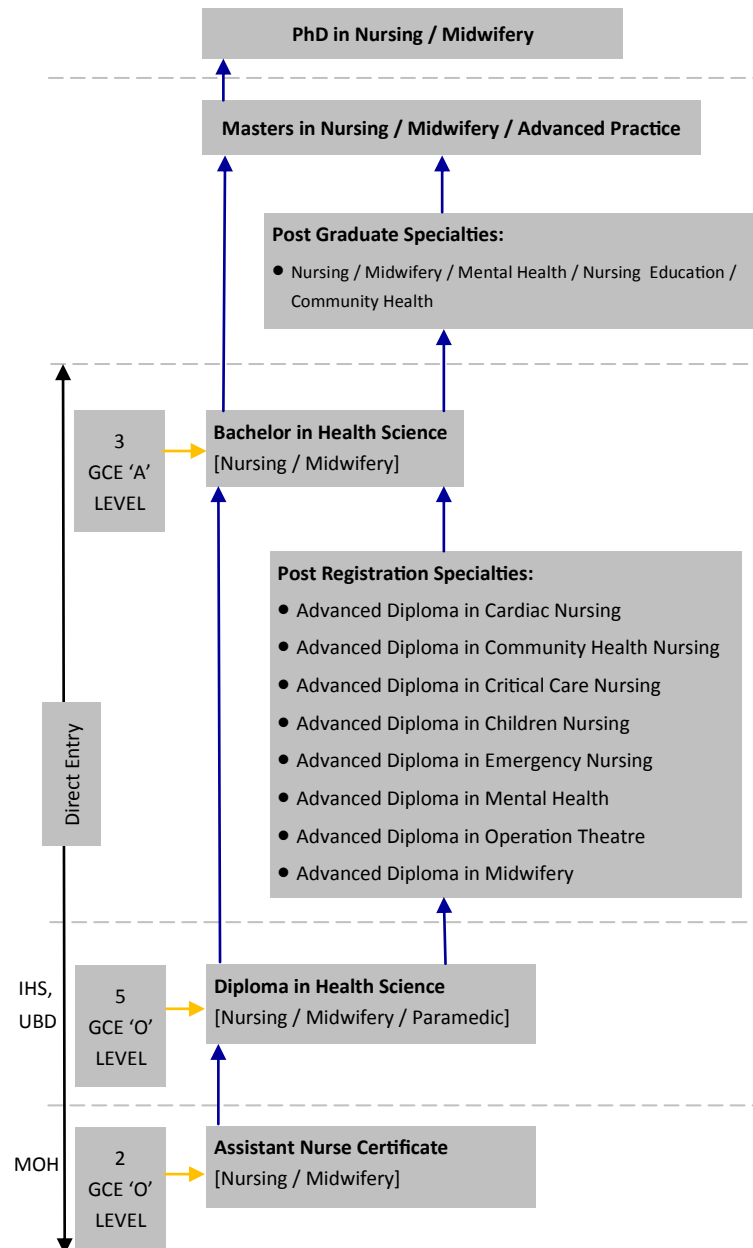 PhD in Nursing / Midwifery
Masters in Nursing / Midwifery / Advanced Practice
Post Graduate Specialties:
● Nursing / Midwifery / Mental Health / Nursing Education /
Community Health
3
GCE ‘A’
LEVEL
Bachelor in Health Science
[Nursing / Midwifery]
Post Registration Specialties:
● Advanced Diploma in Cardiac Nursing
● Advanced Diploma in Community Health Nursing
● Advanced Diploma in Critical Care Nursing
● Advanced Diploma in Children Nursing
● Advanced Diploma in Emergency Nursing
● Advanced Diploma in Mental Health
● Advanced Diploma in Operation Theatre
● Advanced Diploma in Midwifery
Direct Entry
IHS,
UBD
5
GCE ‘O’
LEVEL
Diploma in Health Science
[Nursing / Midwifery / Paramedic]
MOH
2
GCE ‘O’
LEVEL
Assistant Nurse Certificate
[Nursing / Midwifery]